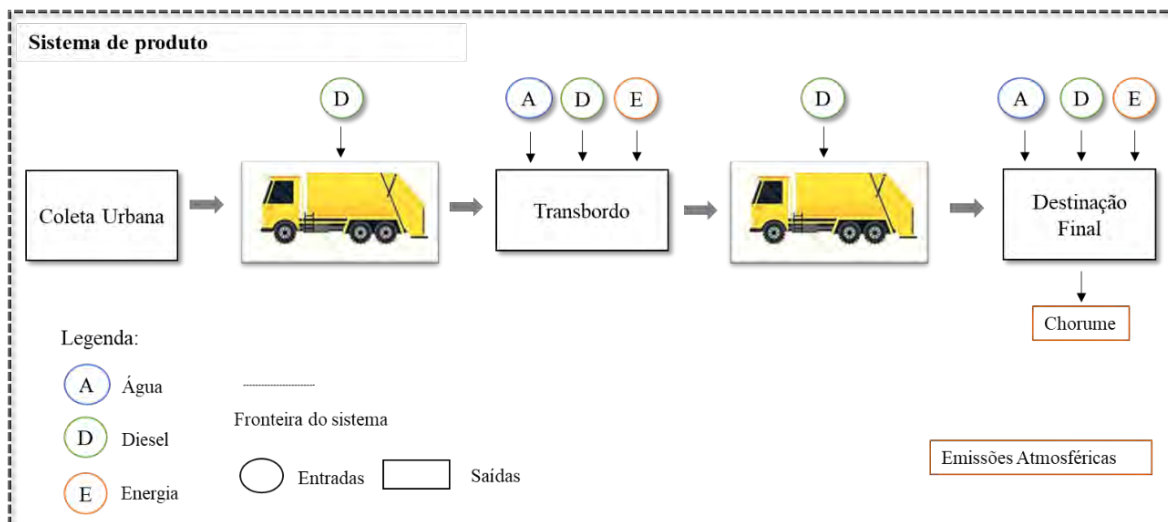 Sistema de produto
D
A
D
E
D
A
D
E
Coleta Urbana
Transbordo
Destinação
Final
Chorume
Legenda:
A
Água
D
Diesel
E
Energia
Fronteira do sistema
Entradas
Saídas
Emissões Atmosféricas